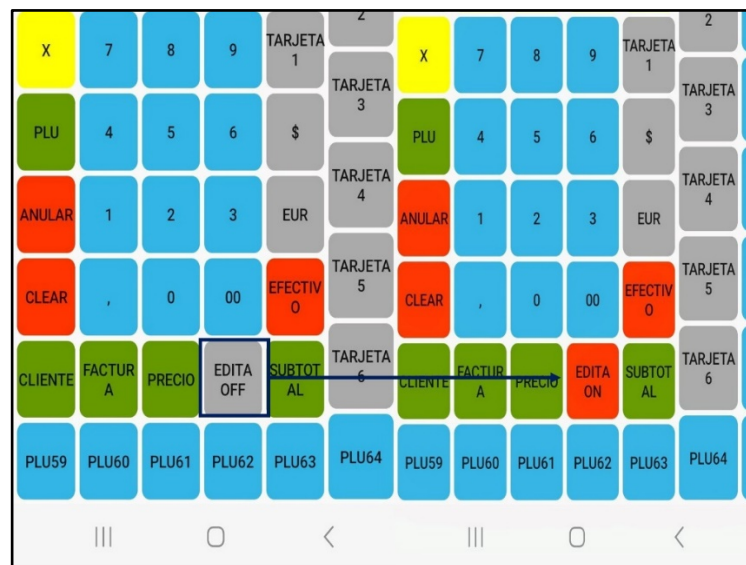 X 7 8 9 TARJETA 2
1
TARJETA
3
PLU 4 5 6 $
TARJETA
4
ANULAR 1 2 3 EUR
TARJETA
5
CLEAR , 0 00 EFECTIV
O
TARJETA
6
CLIENTE FACTUR
A
PRECIO EDITA
OFF
SUBTOT
AL
PLU59 PLU60 PLU61 PLU62 PLU63 PLU64
X 7 8 9 TARJETA 2
1
TARJETA
3
PLU 4 5 6 $
TARJETA
4
ANULAR 1 2 3 EUR
TARJETA
5
CLEAR , 0 00 EFECTIV
O
TARJETA
6
CLIENTE FACTUR
A
PRECIO EDITA
ON
SUBTOT
AL
PLU59 PLU60 PLU61 PLU62 PLU63 PLU64